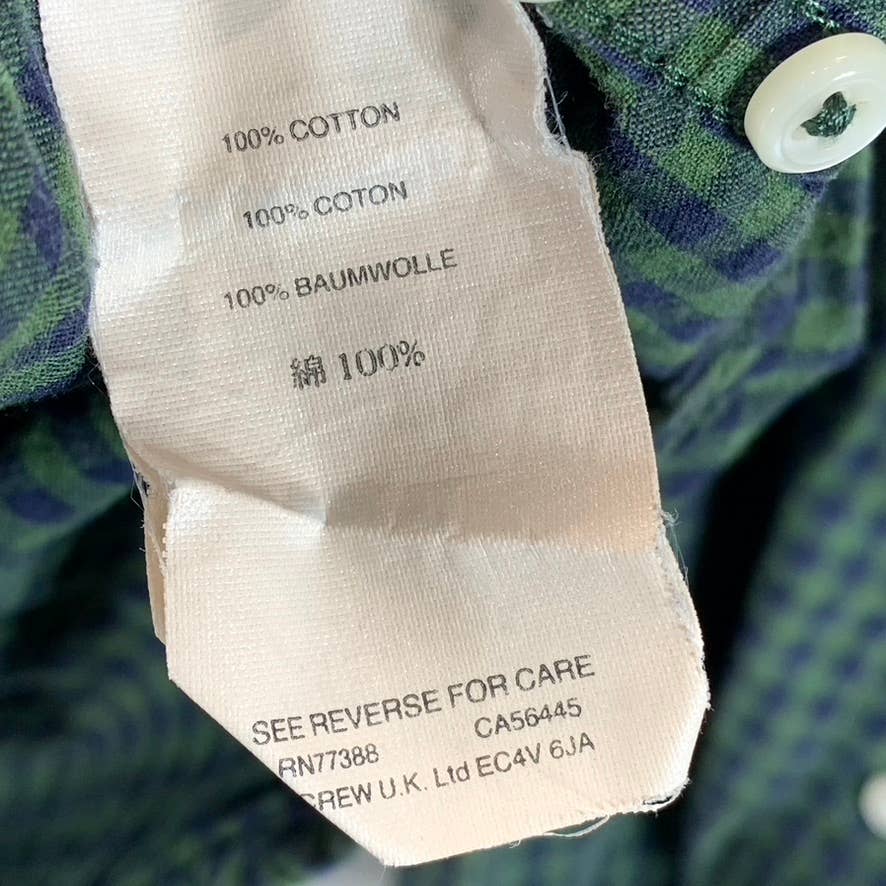 100% COTTON
100% COTON
100% BAUMWOLLE
綿 100%
SEE REVERSE FOR CARE
RN77388 CA56445
CREW U.K. Ltd EC4V 6JA